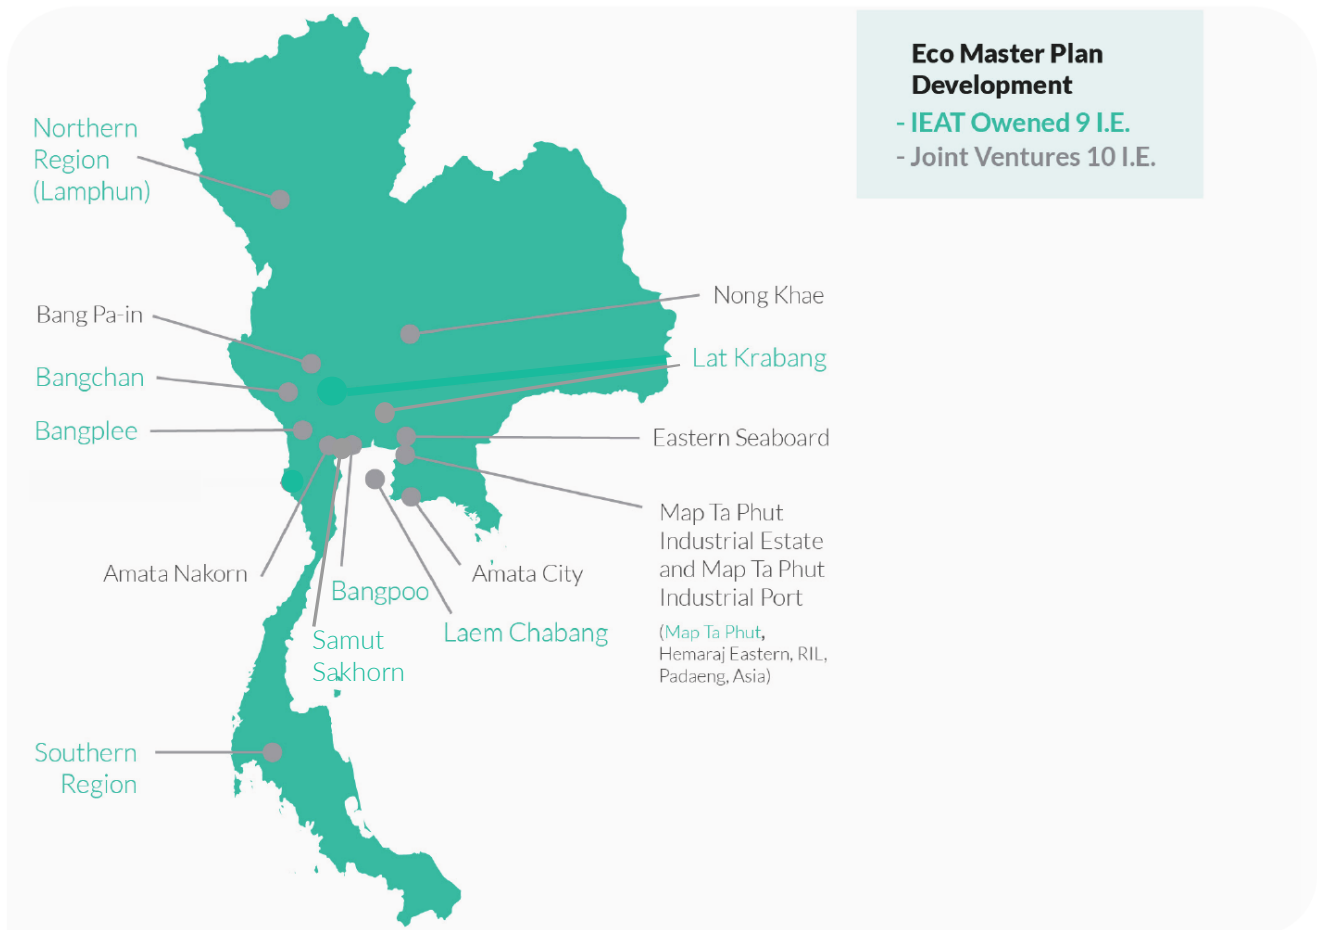 Eco Master Plan
Development
- IEAT Owened 9 I.E.
- Joint Ventures 10 I.E.
Northern
Region
(Lamphun)
Bang Pa-in
Bangchan
Bangplee
Nong Khae
Lat Krabang
Eastern Seaboard
Map Ta Phut
Industrial Estate
and Map Ta Phut
Industrial Port
(Map Ta Phut,
Hemaraj Eastern, RIL,
Padaeng, Asia)
Amata Nakorn
Bangpoo
Amata City
Samut
Sakhorn
Laem Chabang
Southern
Region